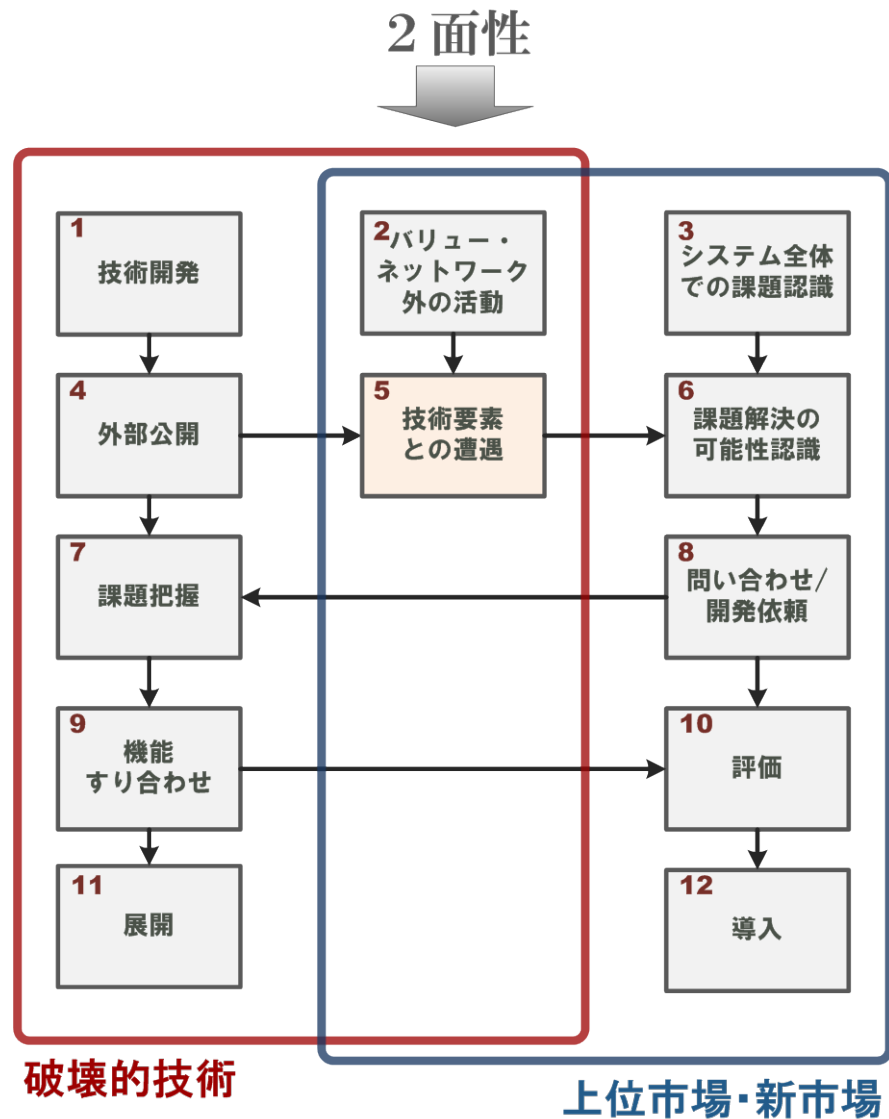 2面性
1
技術開発
2
バリュー・
ネットワーク
外の活動
3
システム全体
での課題認識
4
外部公開
5
技術要素
との遭遇
6
課題解決の
可能性認識
7
課題把握
8
問い合わせ/
開発依頼
9
機能
すり合わせ
10
評価
11
展開
12
導入
破壊的技術
上位市場・新市場